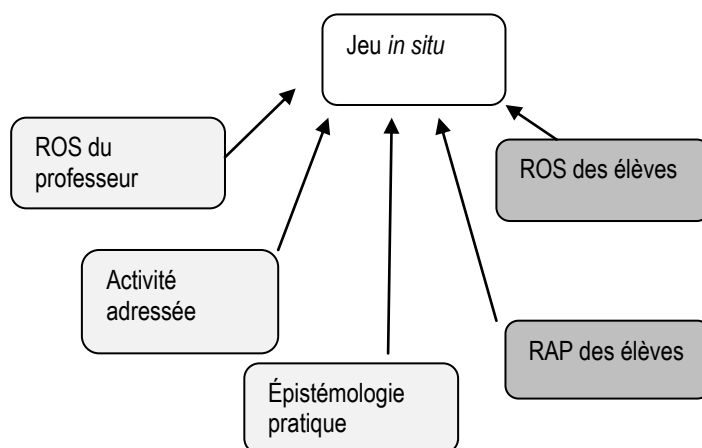 Jeu in situ
ROS du
professeur
ROS des élèves
Activité
adressée
RAP des élèves
Épistémologie
pratique